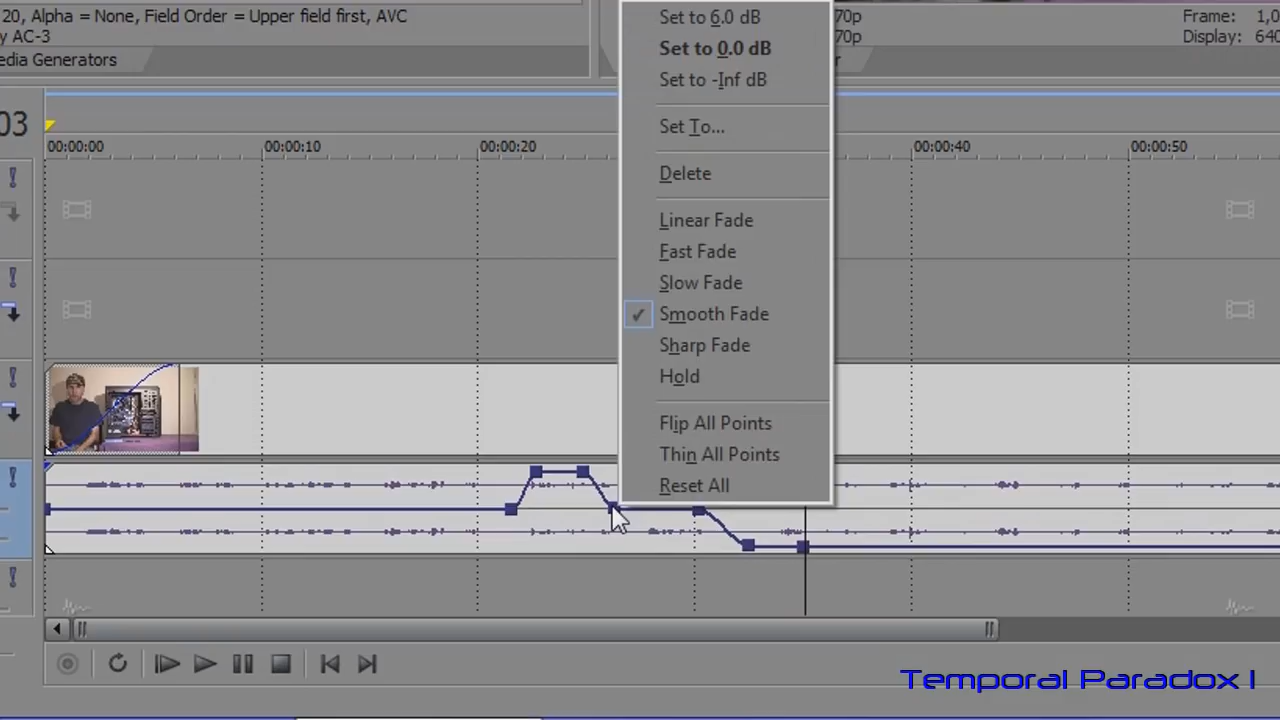 20, Alpha = None, Field Order = Upper field first, AVC
y AC-3
edia Generators
Set to 6.0 dB
Set to 0.0 dB
Set to -Inf dB
Set To...
Delete
Linear Fade
Fast Fade
Slow Fade
Smooth Fade
Sharp Fade
Hold
Flip All Points
Thin All Points
Reset All
70p
70p
r
Frame: 1,0
Display: 640
03
00:00:00 00:00:10 00:00:20 00:00:40 00:00:50
Temporal Paradox I